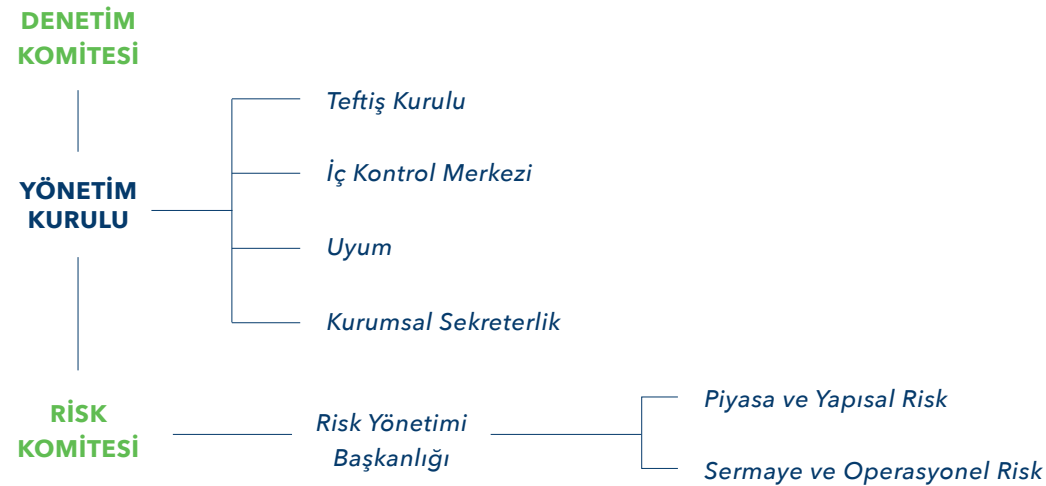 DENETİM
KOMİTESİ
Teftiş Kurulu
İç Kontrol Merkezi
YÖNETİM
KURULU
Uyum
Kurumsal Sekreterlik
RİSK
KOMİTESİ
Risk Yönetimi
Başkanlığı
Piyasa ve Yapısal Risk
Sermaye ve Operasyonel Risk